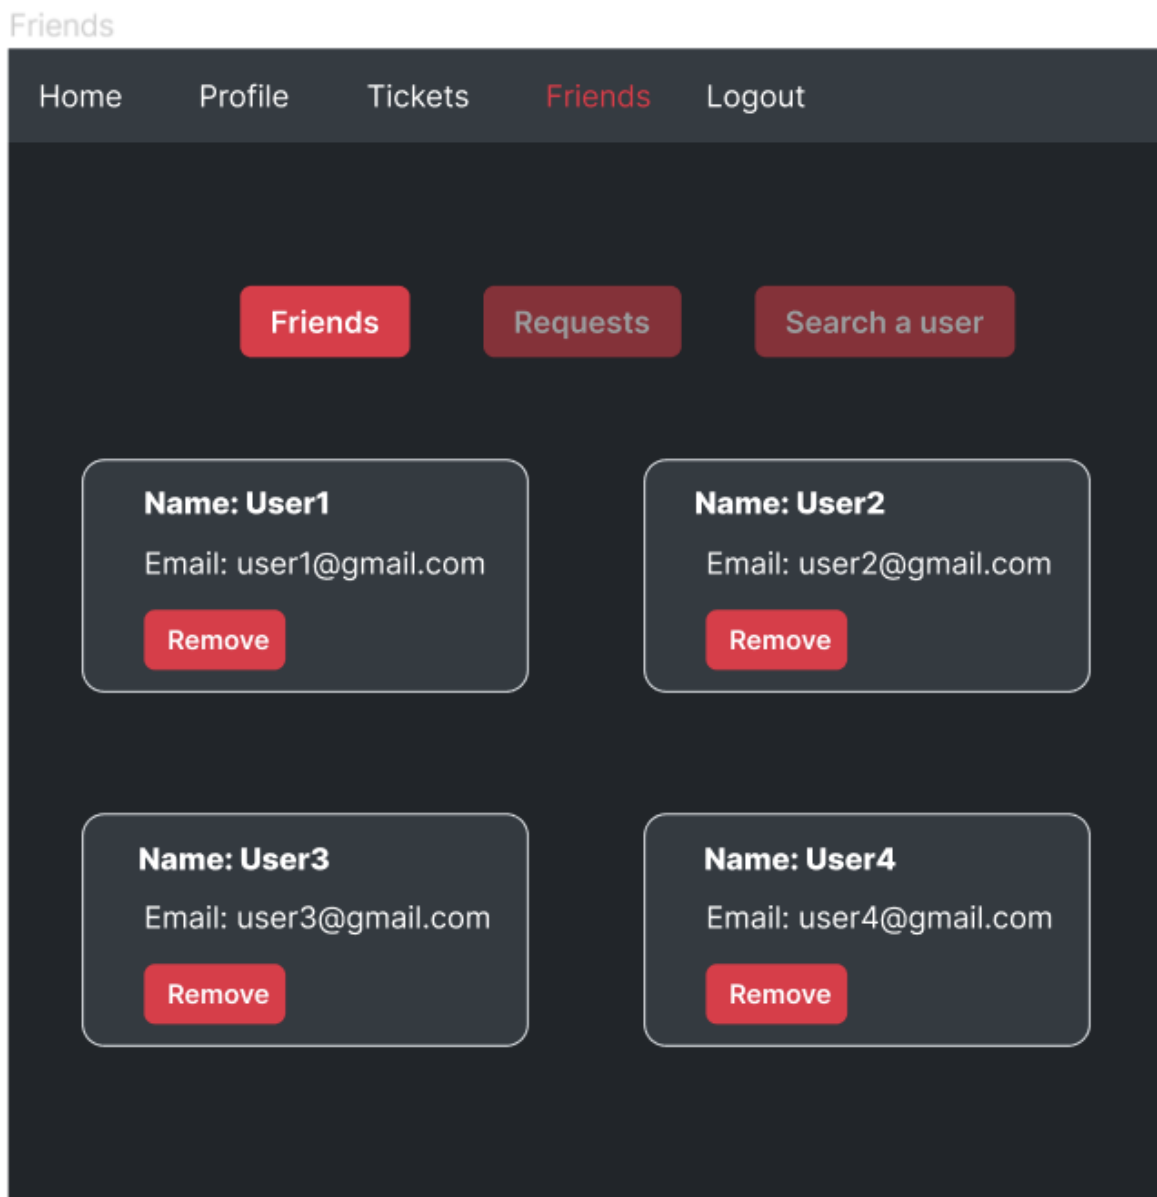 Friends
Home Profile Tickets Friends Logout
Friends Requests Search a user
Name: User1
Email: user1@gmail.com
Remove
Name: User2
Email: user2@gmail.com
Remove
Name: User3
Email: user3@gmail.com
Remove
Name: User4
Email: user4@gmail.com
Remove